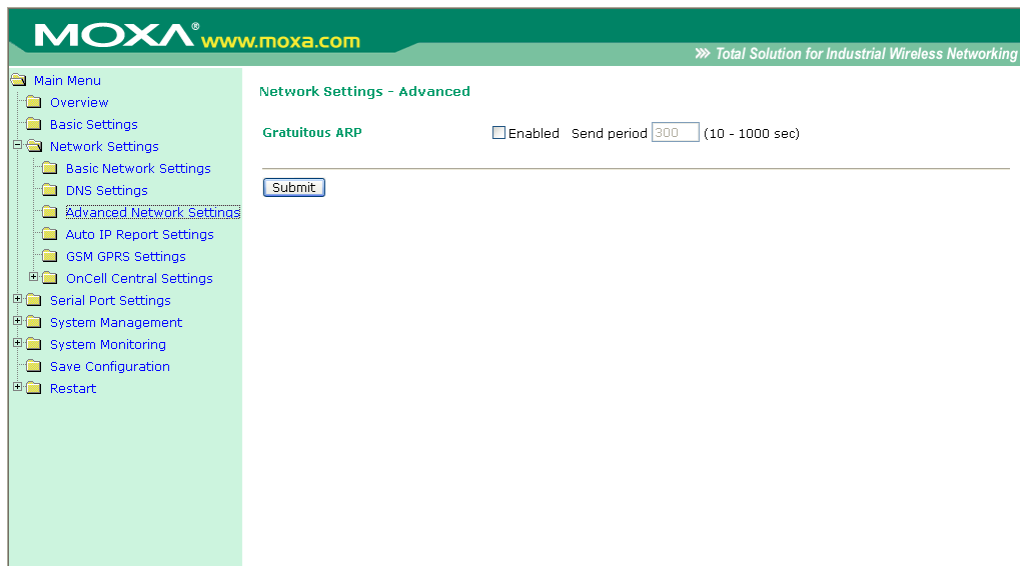 MOXA® www.moxa.com
Total Solution for Industrial Wireless Networking
Main Menu
Overview
Basic Settings
Network Settings
Basic Network Settings
DNS Settings
Advanced Network Settings
Auto IP Report Settings
GSM GPRS Settings
OnCell Central Settings
Serial Port Settings
System Management
System Monitoring
Save Configuration
Restart
Network Settings - Advanced
Gratuitous ARP Enabled Send period 300 (10 - 1000 sec)
Submit